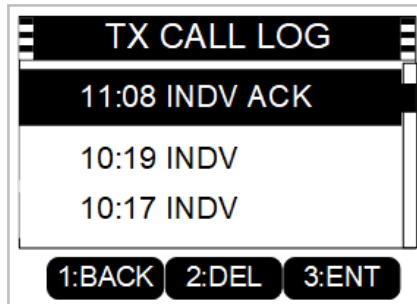 TX CALL LOG
11:08 INDV ACK
10:19 INDV
10:17 INDV
1:BACK 2:DEL 3:ENT